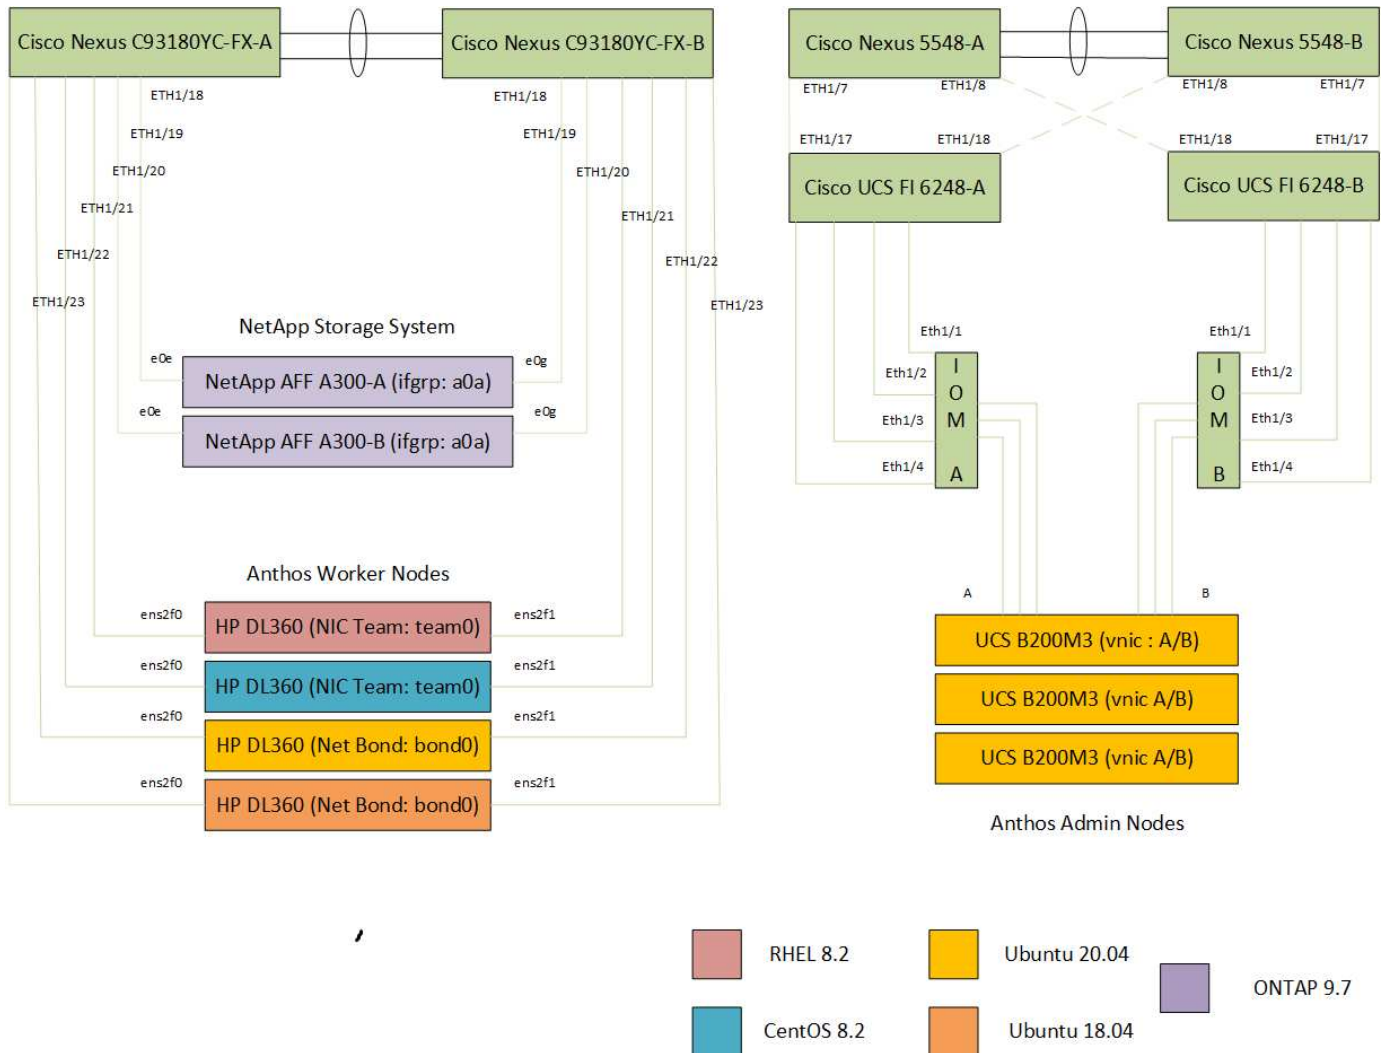 Cisco Nexus C93180YC-FX-A
Cisco Nexus C93180YC-FX-B
ETH1/18
ETH1/19
ETH1/20
ETH1/21
ETH1/22
ETH1/23
ETH1/18
ETH1/19
ETH1/20
ETH1/21
ETH1/22
ETH1/23
NetApp Storage System
e0e
NetApp AFF A300-A (ifgrp: a0a)
e0g
e0e
NetApp AFF A300-B (ifgrp: a0a)
e0g
Anthos Worker Nodes
ens2f0
HP DL360 (NIC Team: team0)
ens2f1
ens2f0
HP DL360 (NIC Team: team0)
ens2f1
ens2f0
HP DL360 (Net Bond: bond0)
ens2f1
ens2f0
HP DL360 (Net Bond: bond0)
ens2f1
Cisco Nexus 5548-A
Cisco Nexus 5548-B
ETH1/7
ETH1/8
ETH1/8
ETH1/7
ETH1/17
ETH1/18
ETH1/18
ETH1/17
Cisco UCS FI 6248-A
Cisco UCS FI 6248-B
Eth1/1
Eth1/2
Eth1/3
Eth1/4
I
O
M
A
Eth1/1
Eth1/2
Eth1/3
Eth1/4
I
O
M
B
A
B
UCS B200M3 (vnic : A/B)
UCS B200M3 (vnic A/B)
UCS B200M3 (vnic A/B)
Anthos Admin Nodes
RHEL 8.2
Ubuntu 20.04
ONTAP 9.7
CentOS 8.2
Ubuntu 18.04